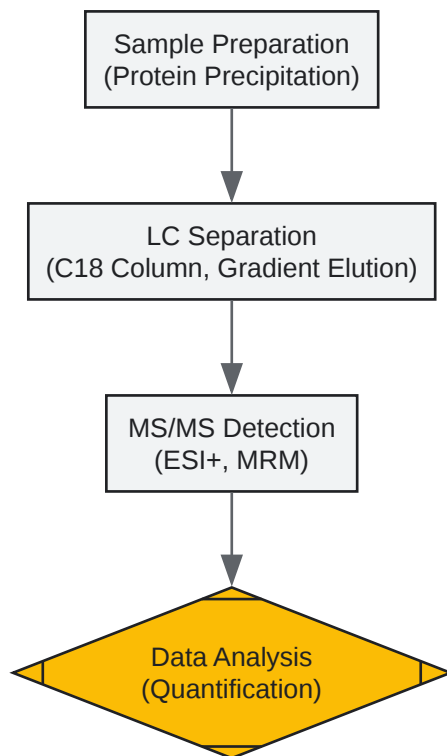 Sample Preparation
(Protein Precipitation)
LC Separation
(C18 Column, Gradient Elution)
MS/MS Detection
(ESI+, MRM)
Data Analysis
(Quantification)